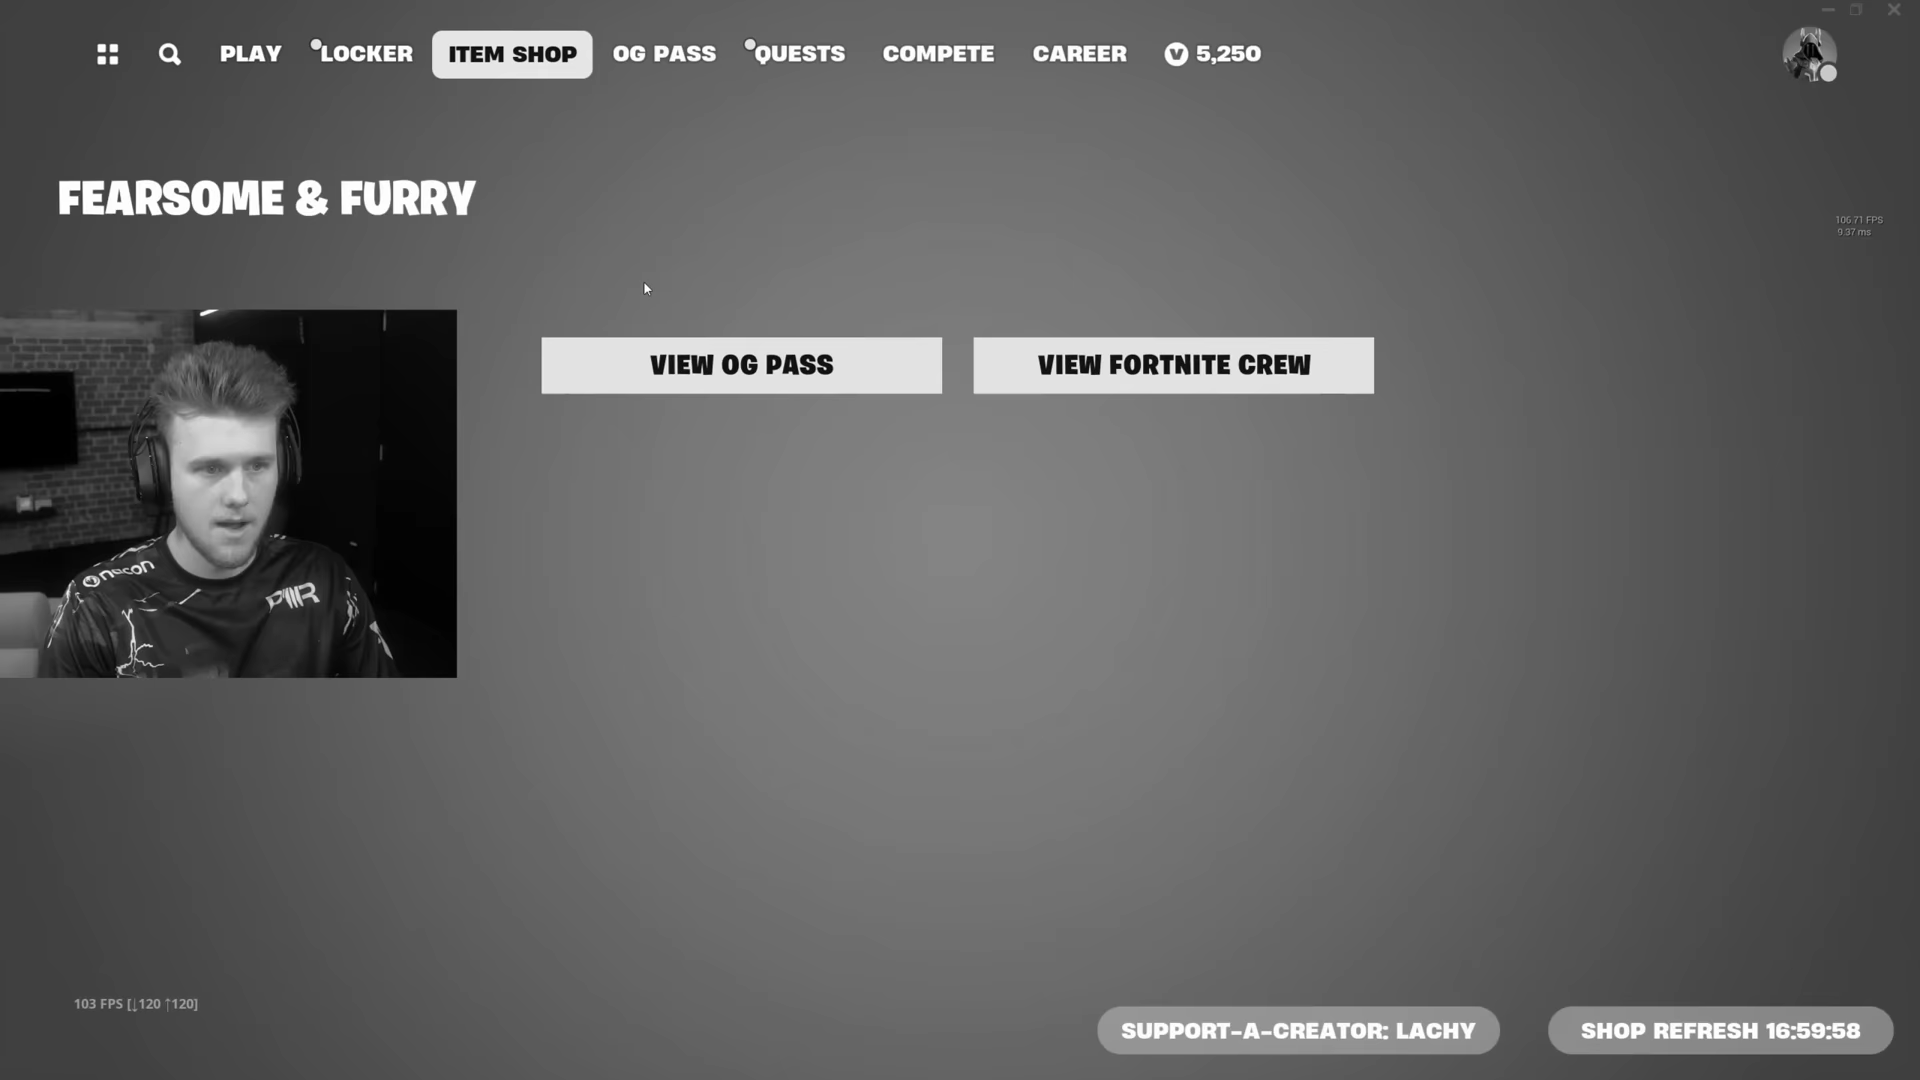 PLAY LOCKER ITEM SHOP OG PASS QUESTS COMPETE CAREER V 5,250
FEARSOME & FURRY
106.71 FPS
9.37 ms
VIEW OG PASS
VIEW FORTNITE CREW
nacon
PWR
103 FPS [↓120 ↑120]
SUPPORT-A-CREATOR: LACHY
SHOP REFRESH 16:59:58